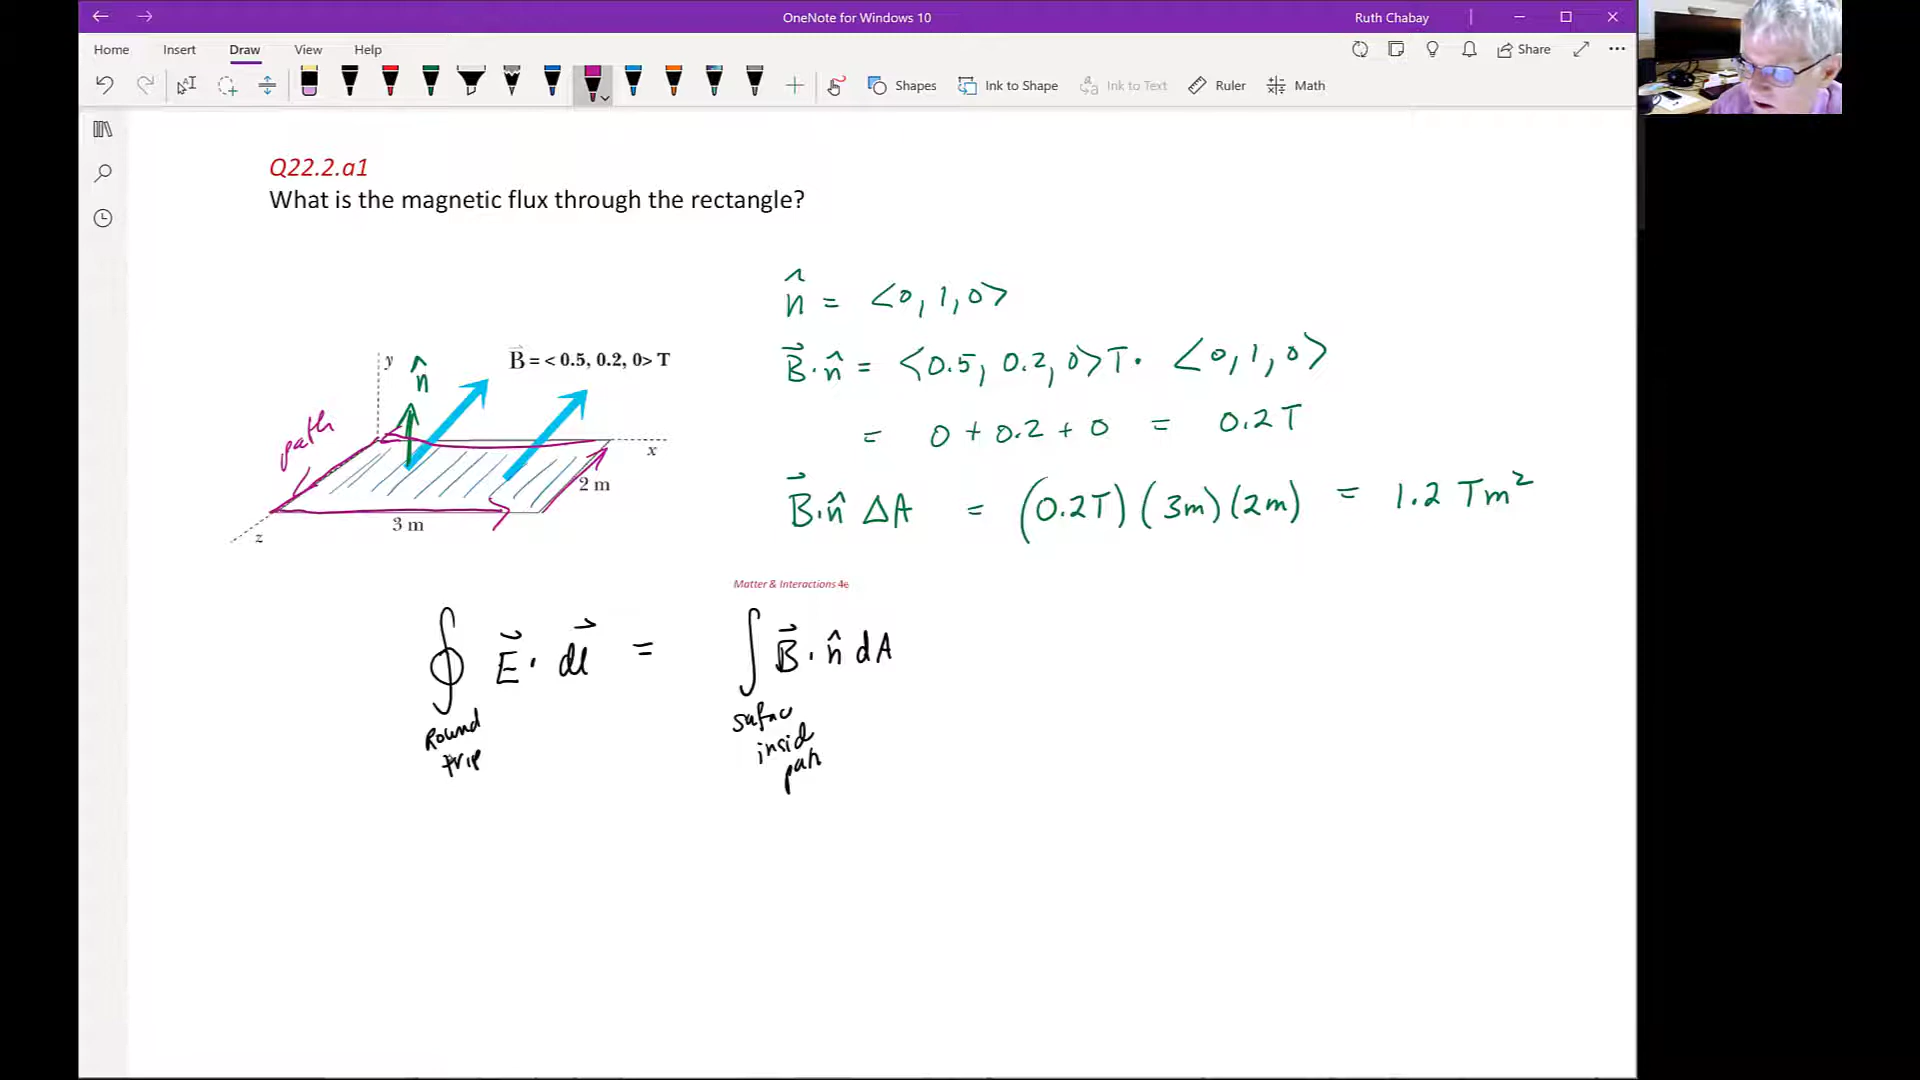 OneNote for Windows 10
Ruth Chabay
Home Insert Draw View Help
Share
Shapes Ink to Shape Ink to Text Ruler Math
Q22.2.a1
What is the magnetic flux through the rectangle?
n̂ = <0, 1, 0>
B⃗·n̂ = <0.5, 0.2, 0>T · <0, 1, 0>
= 0 + 0.2 + 0 = 0.2T
B⃗·n̂ ΔA = (0.2T)(3m)(2m) = 1.2 Tm²
y
n̂
B⃗ = < 0.5, 0.2, 0> T
path
x
2 m
3 m
z
Matter & Interactions 4e
∮ E⃗ · dl⃗ = ∫ B⃗ · n̂ dA
Round
trip
surfac
insid
path